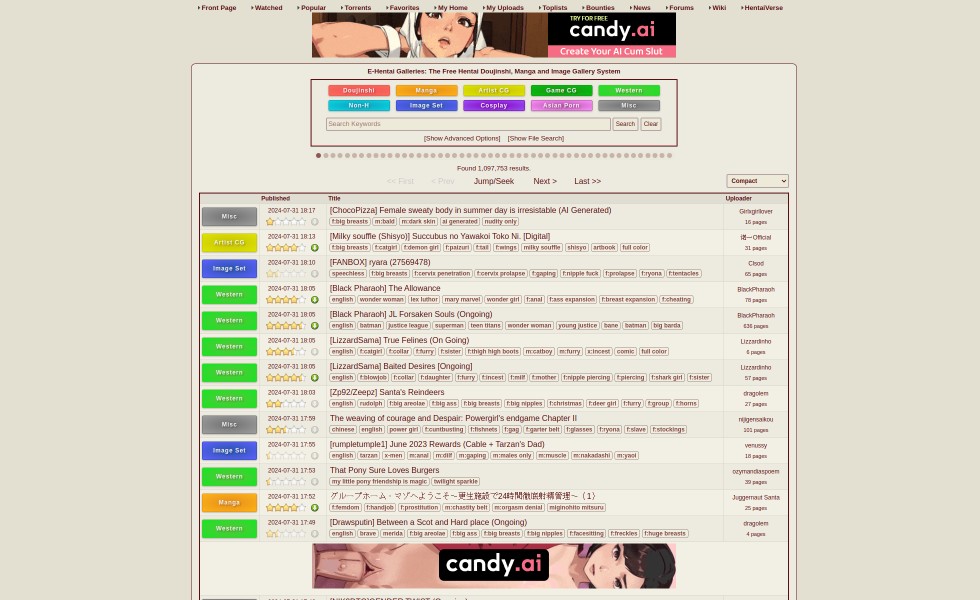 Front Page Watched Popular Torrents Favorites My Home My Uploads Toplists Bounties News Forums Wiki HentaiVerse
TRY FOR FREE
candy.ai
Create Your AI Cum Slut
E-Hentai Galleries: The Free Hentai Doujinshi, Manga and Image Gallery System
Doujinshi Manga Artist CG Game CG Western
Non-H Image Set Cosplay Asian Porn Misc
Search Keywords Search Clear
[Show Advanced Options] [Show File Search]
Found 1,097,753 results.
<< First < Prev Jump/Seek Next > Last >> Compact
Published Title Uploader
Misc 2024-07-31 18:17 [ChocoPizza] Female sweaty body in summer day is irresistable (AI Generated) Girlsgirllover
f:big breasts m:bald m:dark skin ai generated nudity only 16 pages
Artist CG 2024-07-31 18:13 [Milky souffle (Shisyo)] Succubus no Yawakoi Toko Ni. [Digital] 诺一Official
f:big breasts f:catgirl f:demon girl f:paizuri f:tail f:wings milky souffle shisyo artbook full color 31 pages
Image Set 2024-07-31 18:10 [FANBOX] ryara (27569478) Clsod
speechless f:big breasts f:cervix penetration f:cervix prolapse f:gaping f:nipple fuck f:prolapse f:ryona f:tentacles 65 pages
Western 2024-07-31 18:05 [Black Pharaoh] The Allowance BlackPharaoh
english wonder woman lex luthor mary marvel wonder girl f:anal f:ass expansion f:breast expansion f:cheating 78 pages
Western 2024-07-31 18:05 [Black Pharaoh] JL Forsaken Souls (Ongoing) BlackPharaoh
english batman justice league superman teen titans wonder woman young justice bane batman big barda 636 pages
Western 2024-07-31 18:05 [LizzardSama] True Felines (On Going) Lizzardinho
english f:catgirl f:collar f:furry f:sister f:thigh high boots m:catboy m:furry x:incest comic full color 6 pages
Western 2024-07-31 18:05 [LizzardSama] Baited Desires [Ongoing] Lizzardinho
english f:blowjob f:collar f:daughter f:furry f:incest f:milf f:mother f:nipple piercing f:piercing f:shark girl f:sister 57 pages
Western 2024-07-31 18:03 [Zp92/Zeepz] Santa's Reindeers dragolem
english rudolph f:big areolae f:big ass f:big breasts f:big nipples f:christmas f:deer girl f:furry f:group f:horns 27 pages
Misc 2024-07-31 17:59 The weaving of courage and Despair: Powergirl's endgame Chapter II nijigensaikou
chinese english power girl f:cuntbusting f:fishnets f:gag f:garter belt f:glasses f:ryona f:slave f:stockings 101 pages
Image Set 2024-07-31 17:55 [rumpletumple1] June 2023 Rewards (Cable + Tarzan's Dad) venussy
english tarzan x-men m:anal m:dilf m:gaping m:males only m:muscle m:nakadashi m:yaoi 18 pages
Western 2024-07-31 17:53 That Pony Sure Loves Burgers ozymandiaspoem
my little pony friendship is magic twilight sparkle 39 pages
Manga 2024-07-31 17:52 グループホーム・マゾへようこそ～更生施設で24時間徹底射精管理～（1） Juggernaut Santa
f:femdom f:handjob f:prostitution m:chastity belt m:orgasm denial miginohito mitsuru 25 pages
Western 2024-07-31 17:49 [Drawsputin] Between a Scot and Hard place (Ongoing) dragolem
english brave merida f:big areolae f:big ass f:big breasts f:big nipples f:facesitting f:freckles f:huge breasts 4 pages
candy.ai